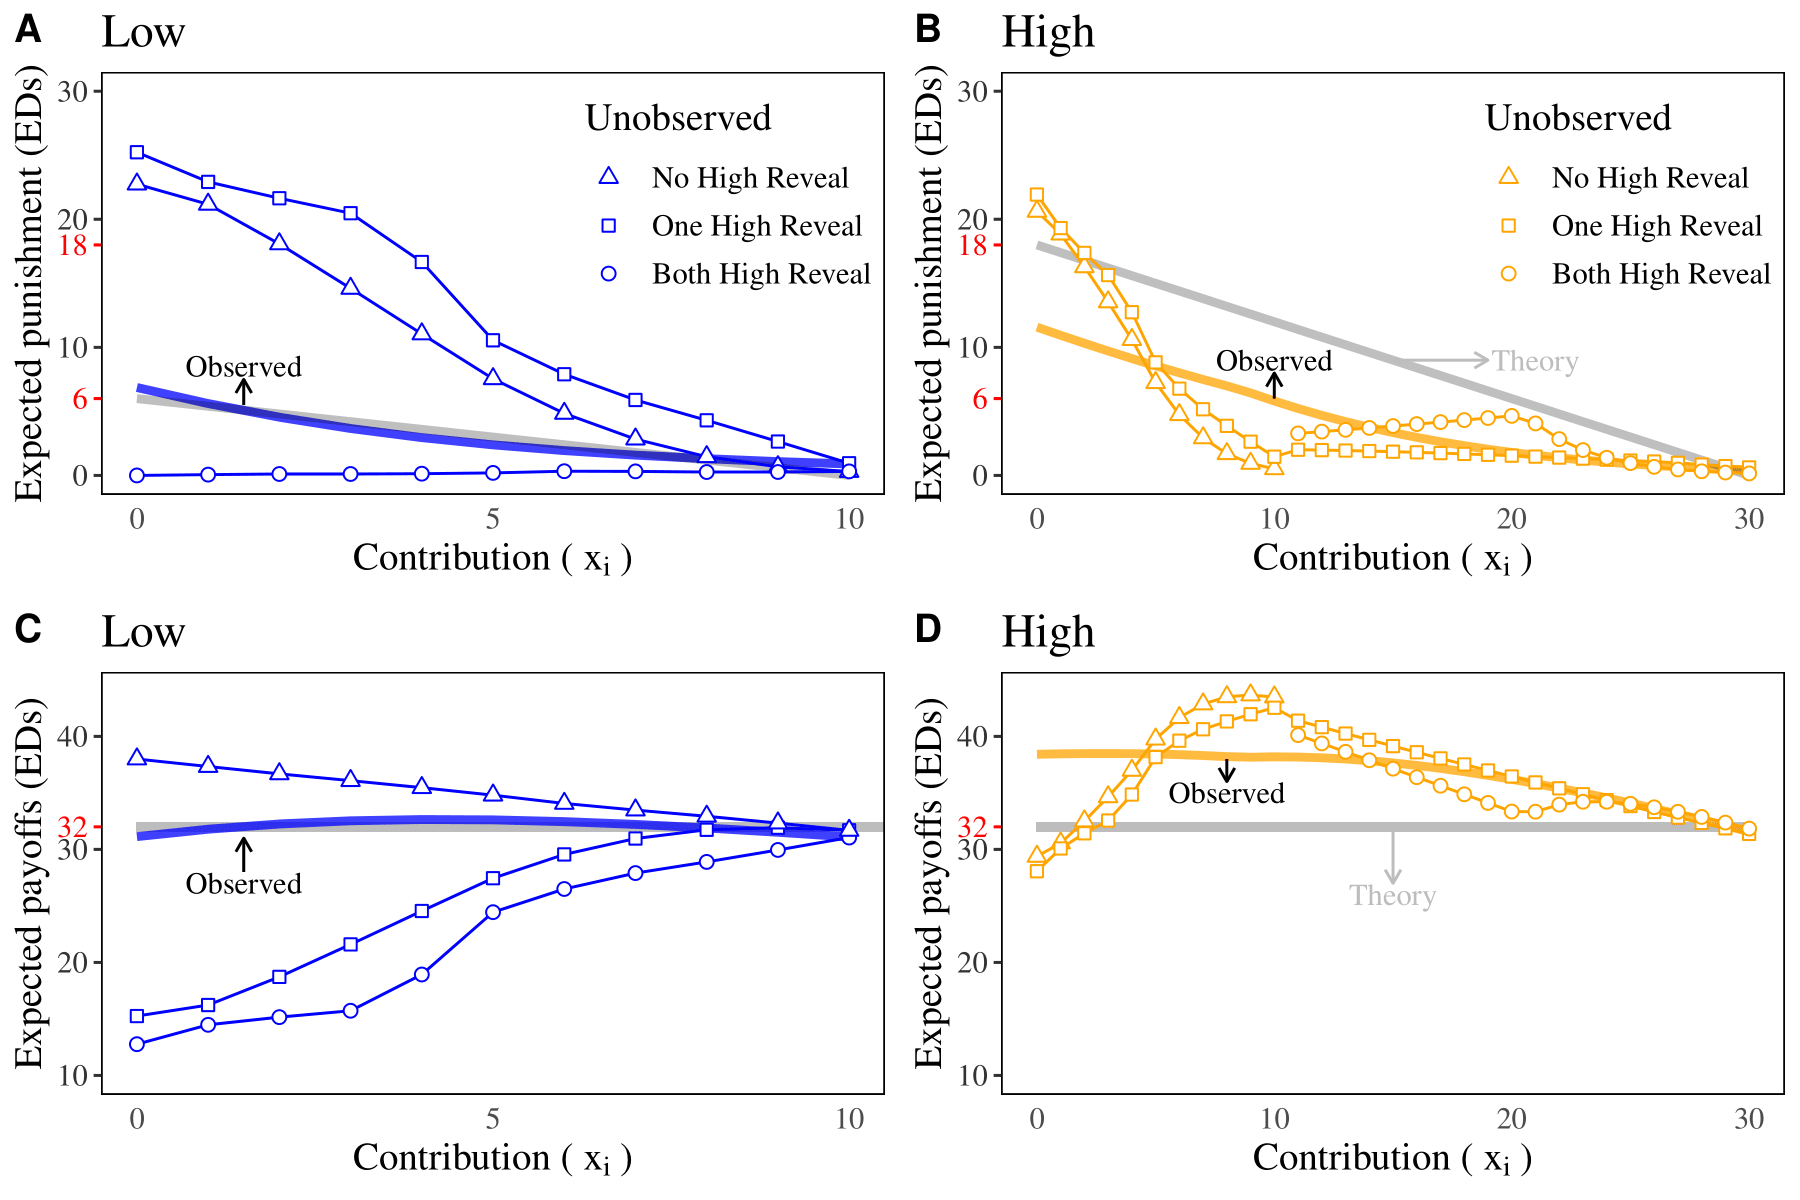 A Low
Expected punishment (EDs)
30
20
18
10
6
0
Unobserved
No High Reveal
One High Reveal
Both High Reveal
Observed
0 5 10
Contribution ( xi )
B High
Expected punishment (EDs)
30
20
18
10
6
0
Unobserved
No High Reveal
One High Reveal
Both High Reveal
Observed
Theory
0 10 20 30
Contribution ( xi )
C Low
Expected payoffs (EDs)
40
32
30
20
10
Observed
0 5 10
Contribution ( xi )
D High
Expected payoffs (EDs)
40
32
30
20
10
Observed
Theory
0 10 20 30
Contribution ( xi )